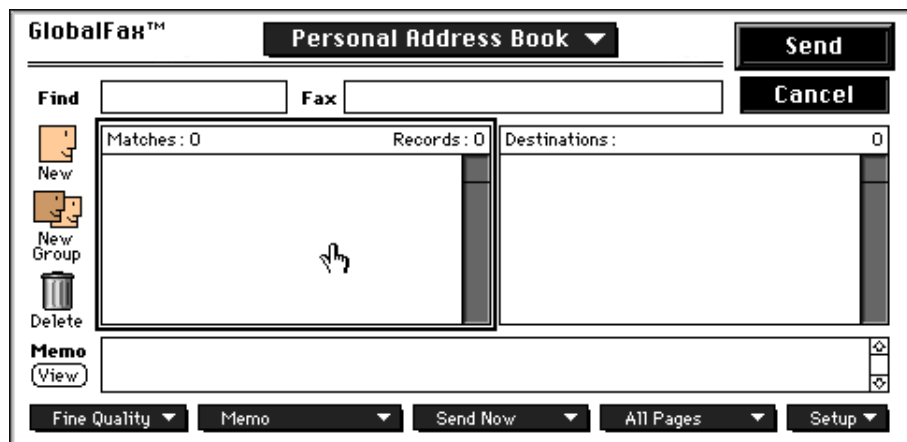 GlobalFax™
Personal Address Book
Send
Find
Fax
Cancel
Matches: 0 Records: 0
Destinations: 0
New
New
Group
Delete
Memo
View
Fine Quality Memo Send Now All Pages Setup